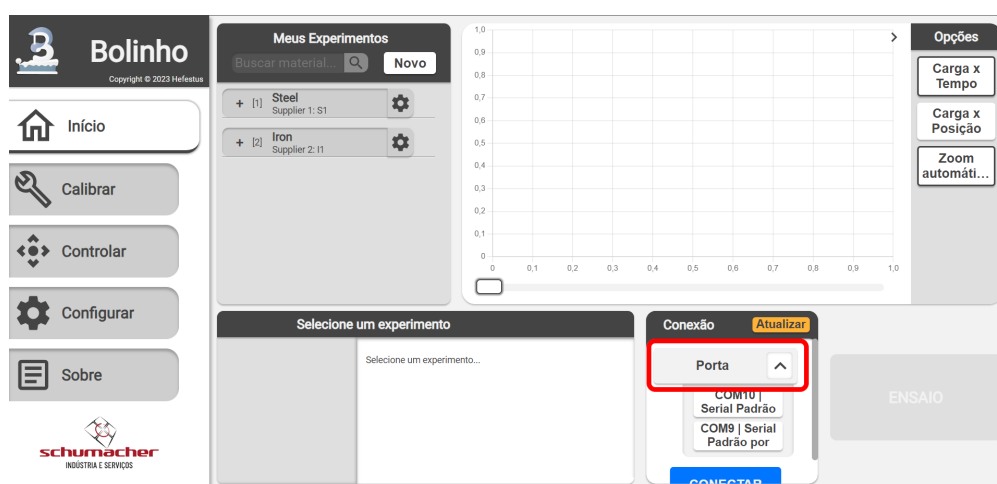 Bolinho
Copyright © 2023 Hefestus
Início
Calibrar
Controlar
Configurar
Sobre
schumacher
INDÚSTRIA E SERVIÇOS
Meus Experimentos
Buscar material...
Novo
+ [1] Steel
Supplier 1: S1
+ [2] Iron
Supplier 2: I1
1,0
0,9
0,8
0,7
0,6
0,5
0,4
0,3
0,2
0,1
0
0 0,1 0,2 0,3 0,4 0,5 0,6 0,7 0,8 0,9 1,0
Opções
Carga x
Tempo
Carga x
Posição
Zoom
automáti...
Selecione um experimento
Selecione um experimento...
Conexão
Atualizar
Porta
COM10 |
Serial Padrão
COM9 | Serial
Padrão por
CONECTAR
ENSAIO